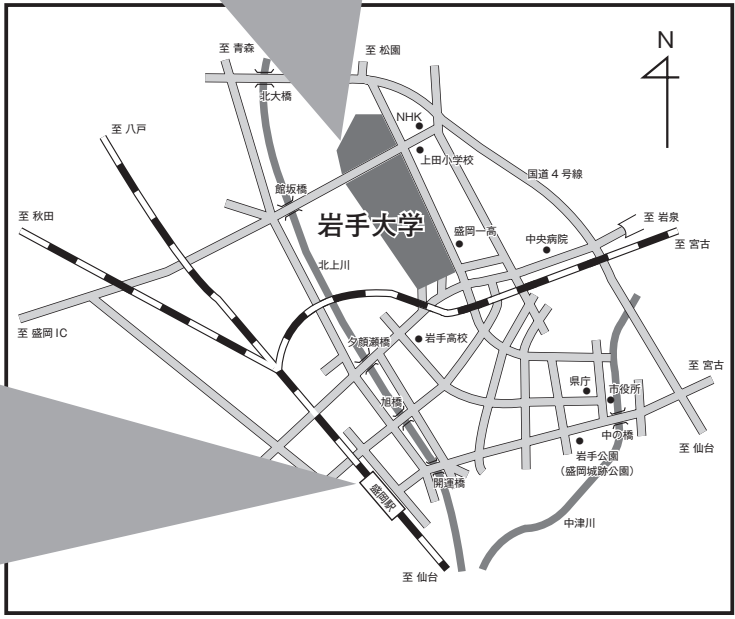 至 青森
至 松園
N
北大橋
NHK
至 八戸
上田小学校
国道４号線
館坂橋
至 秋田
岩手大学
至 岩泉
盛岡一高
中央病院
至 宮古
北上川
至 盛岡IC
夕顔瀬橋
岩手高校
至 宮古
県庁
市役所
旭橋
中の橋
至 仙台
岩手公園
（盛岡城跡公園）
開運橋
盛岡駅
中津川
至 仙台